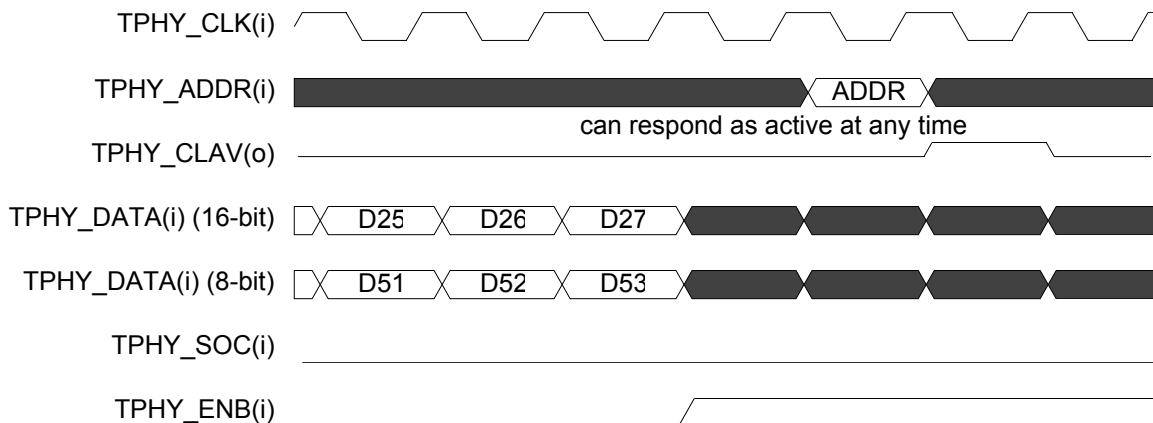 TPHY_CLK(i)
TPHY_ADDR(i)
ADDR
can respond as active at any time
TPHY_CLAV(o)
TPHY_DATA(i) (16-bit)
D25
D26
D27
TPHY_DATA(i) (8-bit)
D51
D52
D53
TPHY_SOC(i)
TPHY_ENB(i)